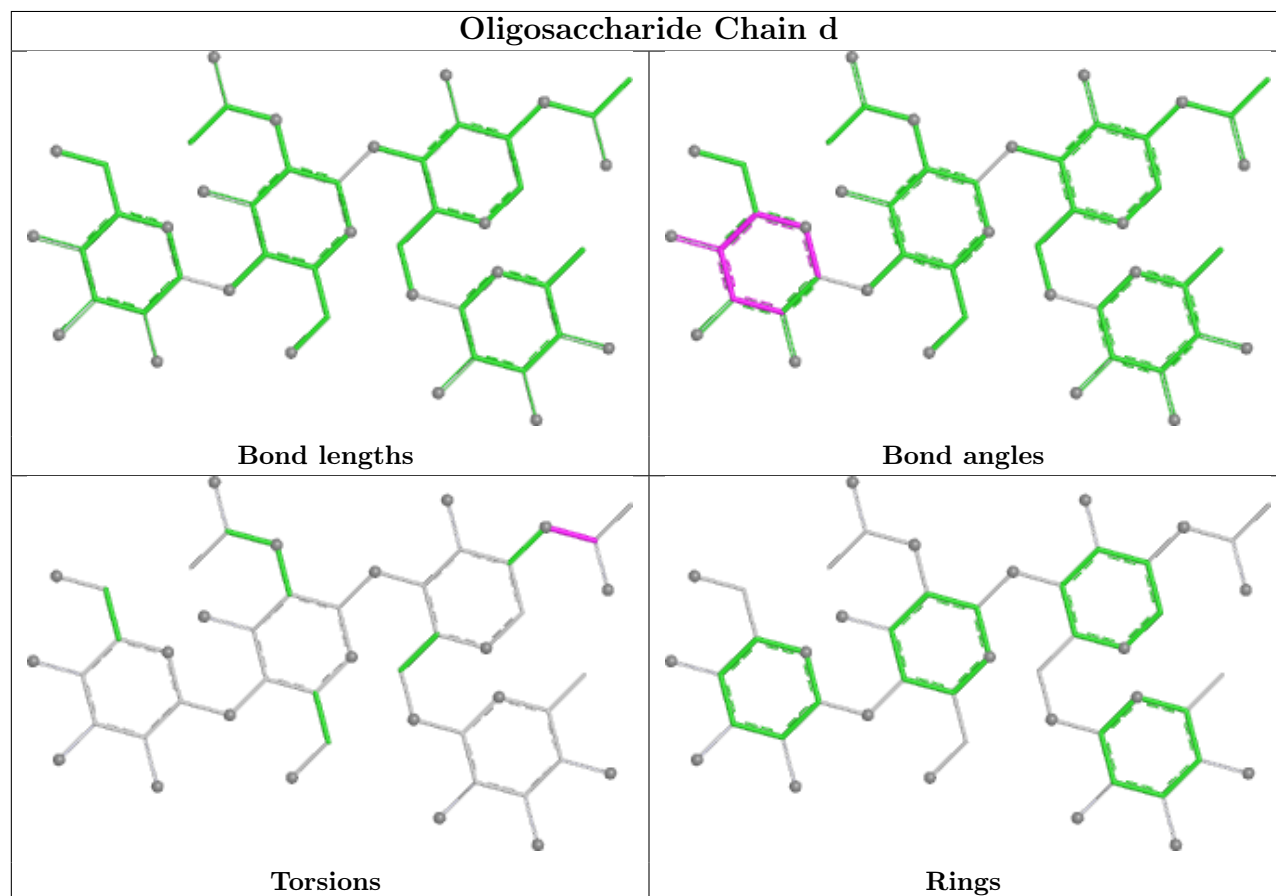 Oligosaccharide Chain d
Bond lengths
Bond angles
Torsions
Rings